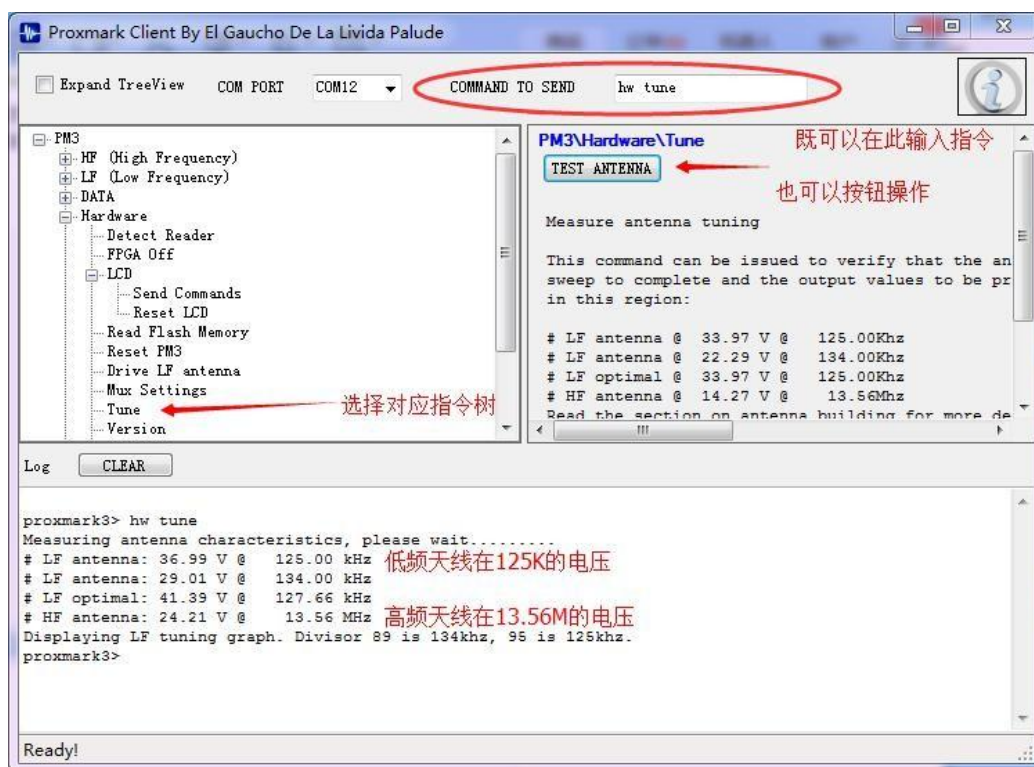 Proxmark Client By El Gaucho De La Livida Palude
Expand TreeView COM PORT COM12 COMMAND TO SEND hw tune
PM3
HF (High Frequency)
LF (Low Frequency)
DATA
Hardware
Detect Reader
FPGA Off
LCD
Send Commands
Reset LCD
Read Flash Memory
Reset PM3
Drive LF antenna
Mux Settings
Tune
选择对应指令树
Version
PM3\Hardware\Tune
既可以在此输入指令
TEST ANTENNA
也可以按钮操作
Measure antenna tuning
This command can be issued to verify that the an
sweep to complete and the output values to be pr
in this region:
# LF antenna @ 33.97 V @ 125.00Khz
# LF antenna @ 22.29 V @ 134.00Khz
# LF optimal @ 33.97 V @ 125.00Khz
# HF antenna @ 14.27 V @ 13.56Mhz
Read the section on antenna building for more de
Log CLEAR
proxmark3> hw tune
Measuring antenna characteristics, please wait.........
# LF antenna: 36.99 V @ 125.00 kHz 低频天线在125K的电压
# LF antenna: 29.01 V @ 134.00 kHz
# LF optimal: 41.39 V @ 127.66 kHz
# HF antenna: 24.21 V @ 13.56 MHz 高频天线在13.56M的电压
Displaying LF tuning graph. Divisor 89 is 134khz, 95 is 125khz.
proxmark3>
Ready!